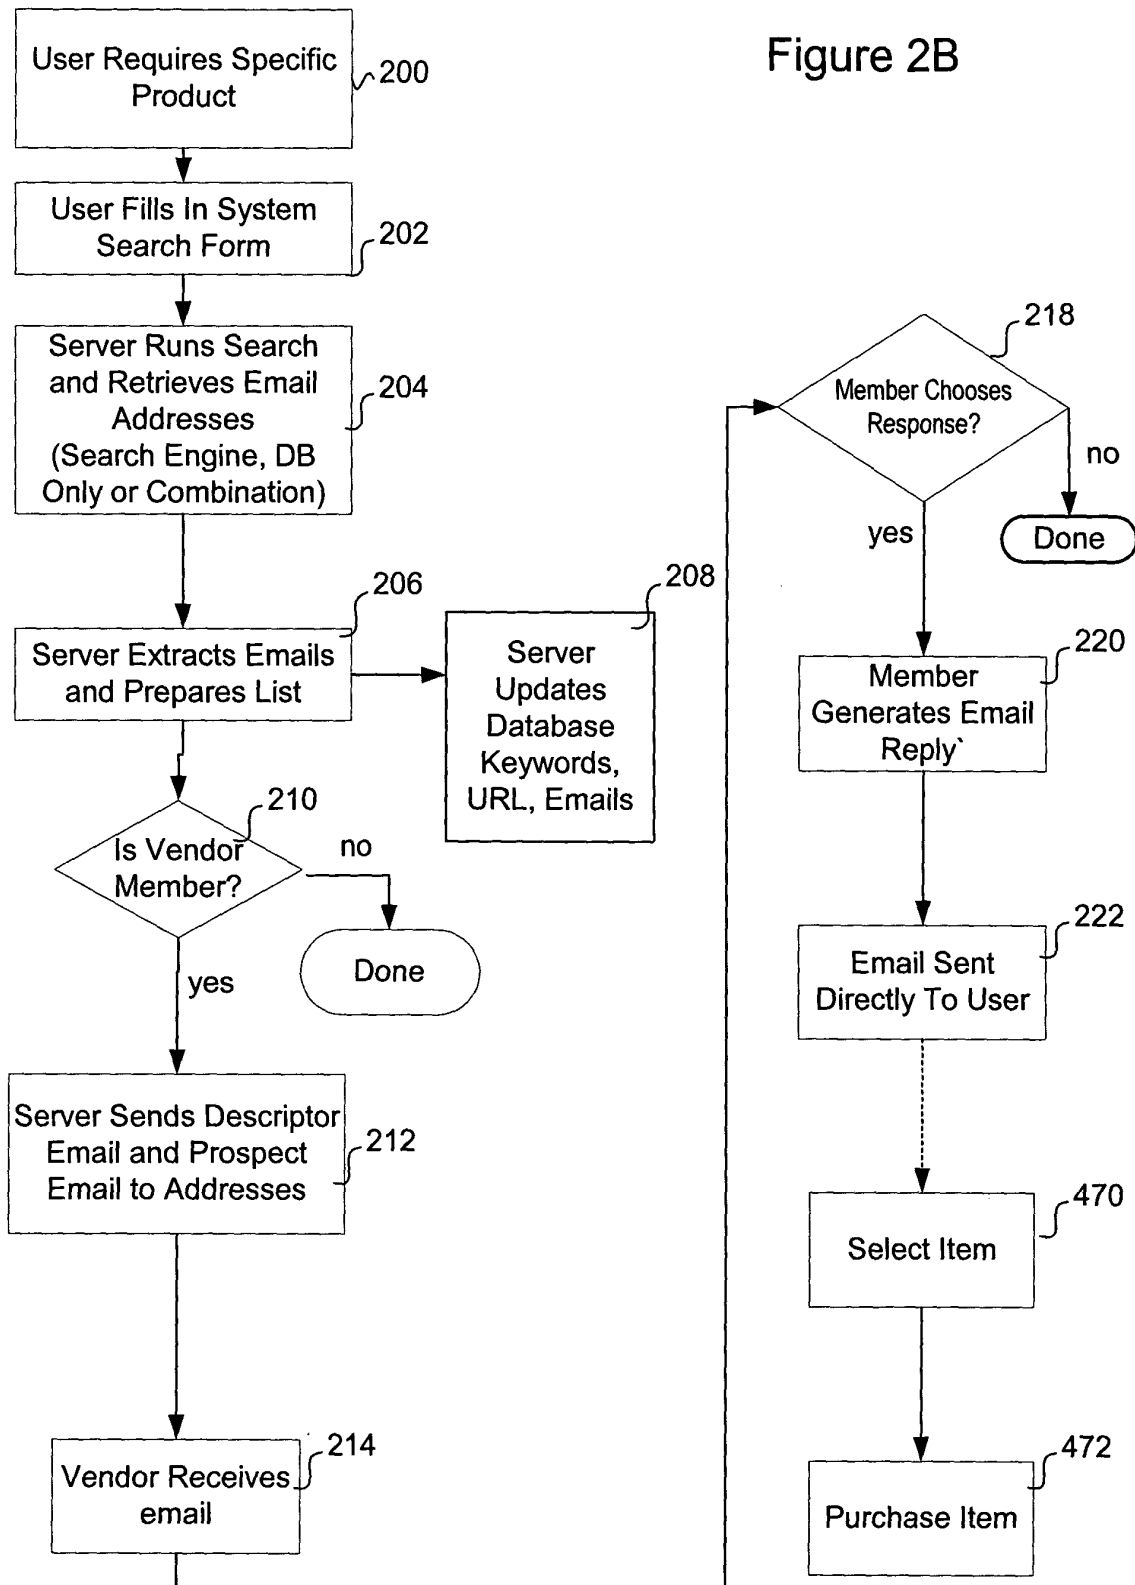 Figure 2B
User Requires Specific
Product
200
User Fills In System
Search Form
202
Server Runs Search
and Retrieves Email
Addresses
(Search Engine, DB
Only or Combination)
204
206
Server Extracts Emails
and Prepares List
208
Server
Updates
Database
Keywords,
URL, Emails
210
Is Vendor
Member?
no
Done
yes
Server Sends Descriptor
Email and Prospect
Email to Addresses
212
214
Vendor Receives
email
218
Member Chooses
Response?
no
Done
yes
220
Member
Generates Email
Reply`
222
Email Sent
Directly To User
470
Select Item
472
Purchase Item